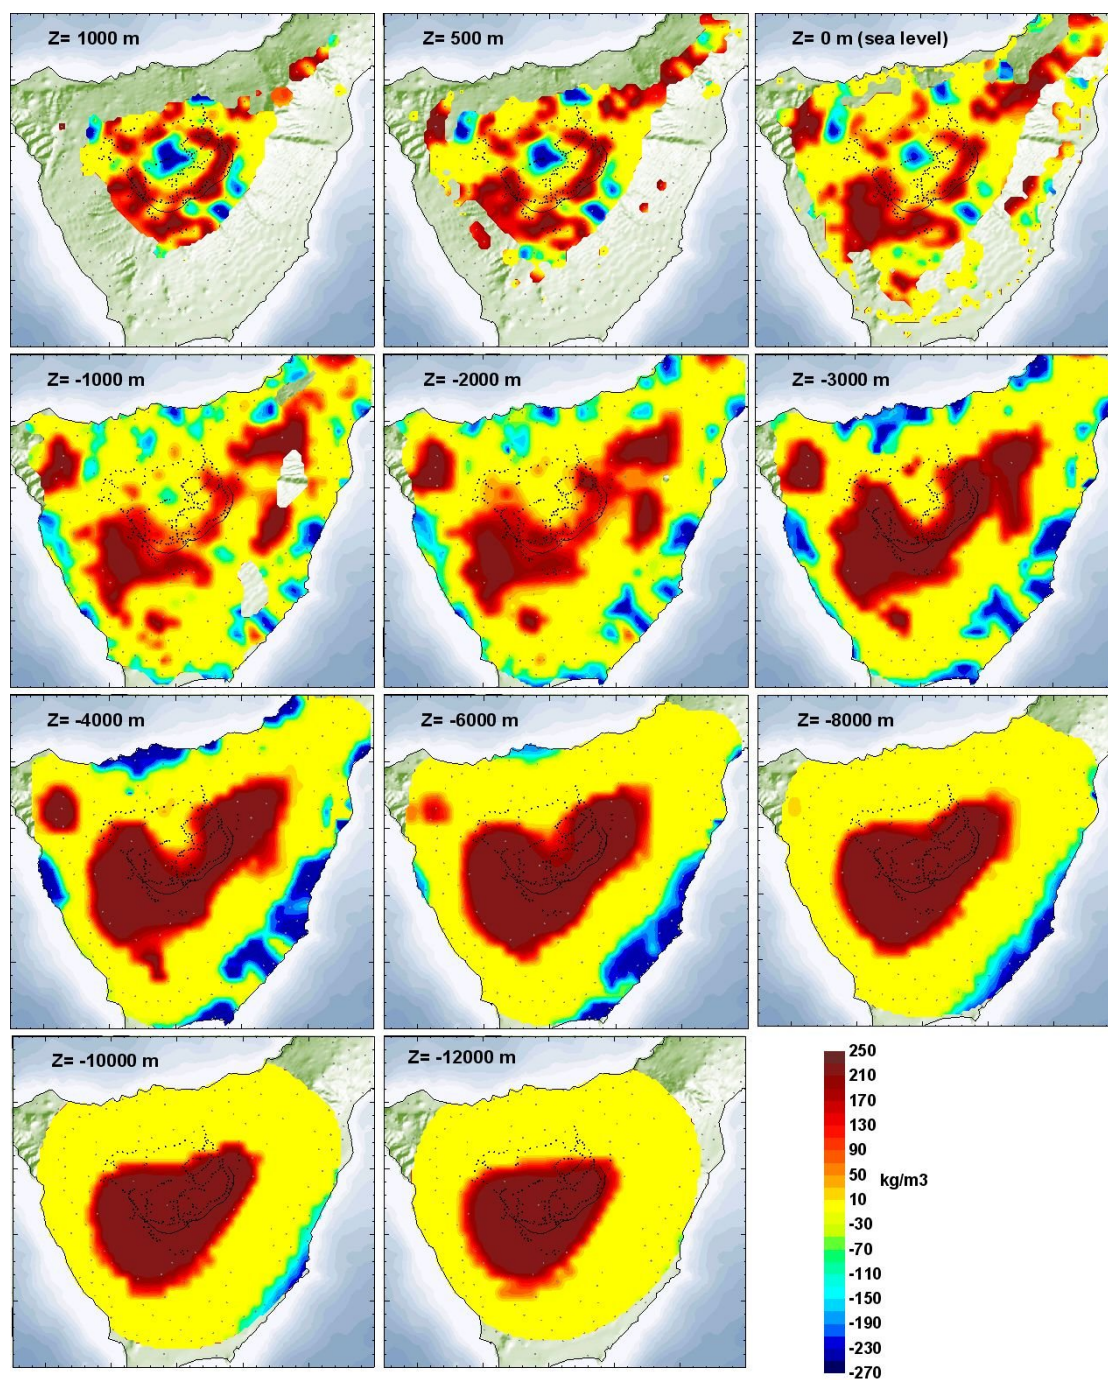 Z= 1000 m
Z= 500 m
Z= 0 m (sea level)
Z= -1000 m
Z= -2000 m
Z= -3000 m
Z= -4000 m
Z= -6000 m
Z= -8000 m
Z= -10000 m
Z= -12000 m
250
210
170
130
90
50
10
-30
-70
-110
-150
-190
-230
-270
kg/m3